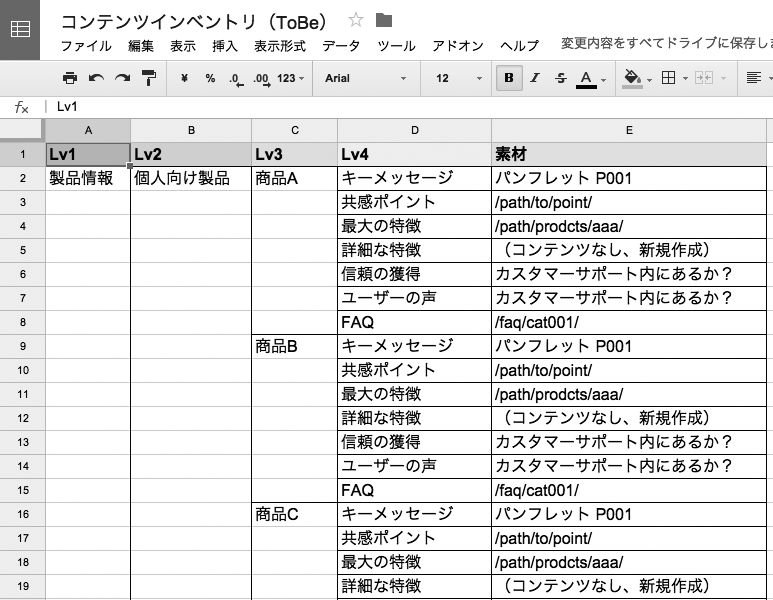 コンテンツインベントリ（ToBe）
ファイル 編集 表示 挿入 表示形式 データ ツール アドオン ヘルプ 変更内容をすべてドライブに保存しま
¥ % .0 .00 123 Arial 12 B I S A
fx Lv1
A B C D E
1 Lv1 Lv2 Lv3 Lv4 素材
2 製品情報 個人向け製品 商品A キーメッセージ パンフレット P001
3 共感ポイント /path/to/point/
4 最大の特徴 /path/prodcts/aaa/
5 詳細な特徴 （コンテンツなし、新規作成）
6 信頼の獲得 カスタマーサポート内にあるか？
7 ユーザーの声 カスタマーサポート内にあるか？
8 FAQ /faq/cat001/
9 商品B キーメッセージ パンフレット P001
10 共感ポイント /path/to/point/
11 最大の特徴 /path/prodcts/aaa/
12 詳細な特徴 （コンテンツなし、新規作成）
13 信頼の獲得 カスタマーサポート内にあるか？
14 ユーザーの声 カスタマーサポート内にあるか？
15 FAQ /faq/cat001/
16 商品C キーメッセージ パンフレット P001
17 共感ポイント /path/to/point/
18 最大の特徴 /path/prodcts/aaa/
19 詳細な特徴 （コンテンツなし、新規作成）